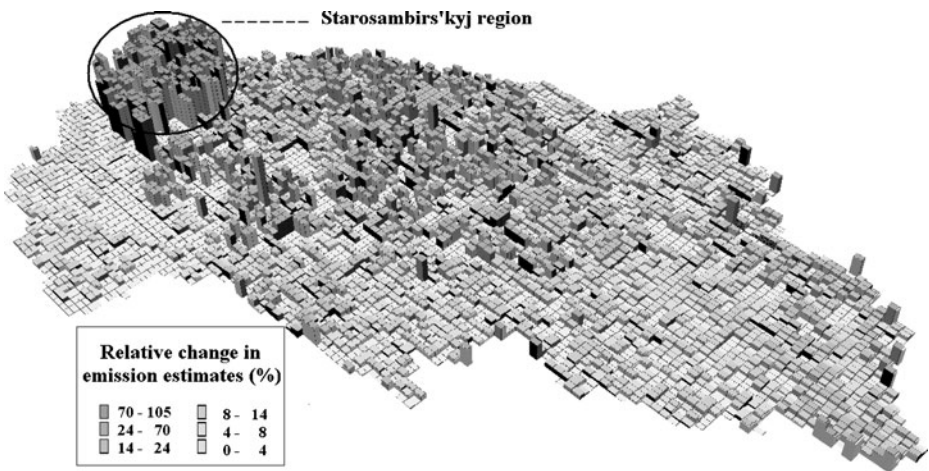 Starosambirs'kyj region
Relative change in
emission estimates (%)
70 - 105
24 - 70
14 - 24
8 - 14
4 - 8
0 - 4